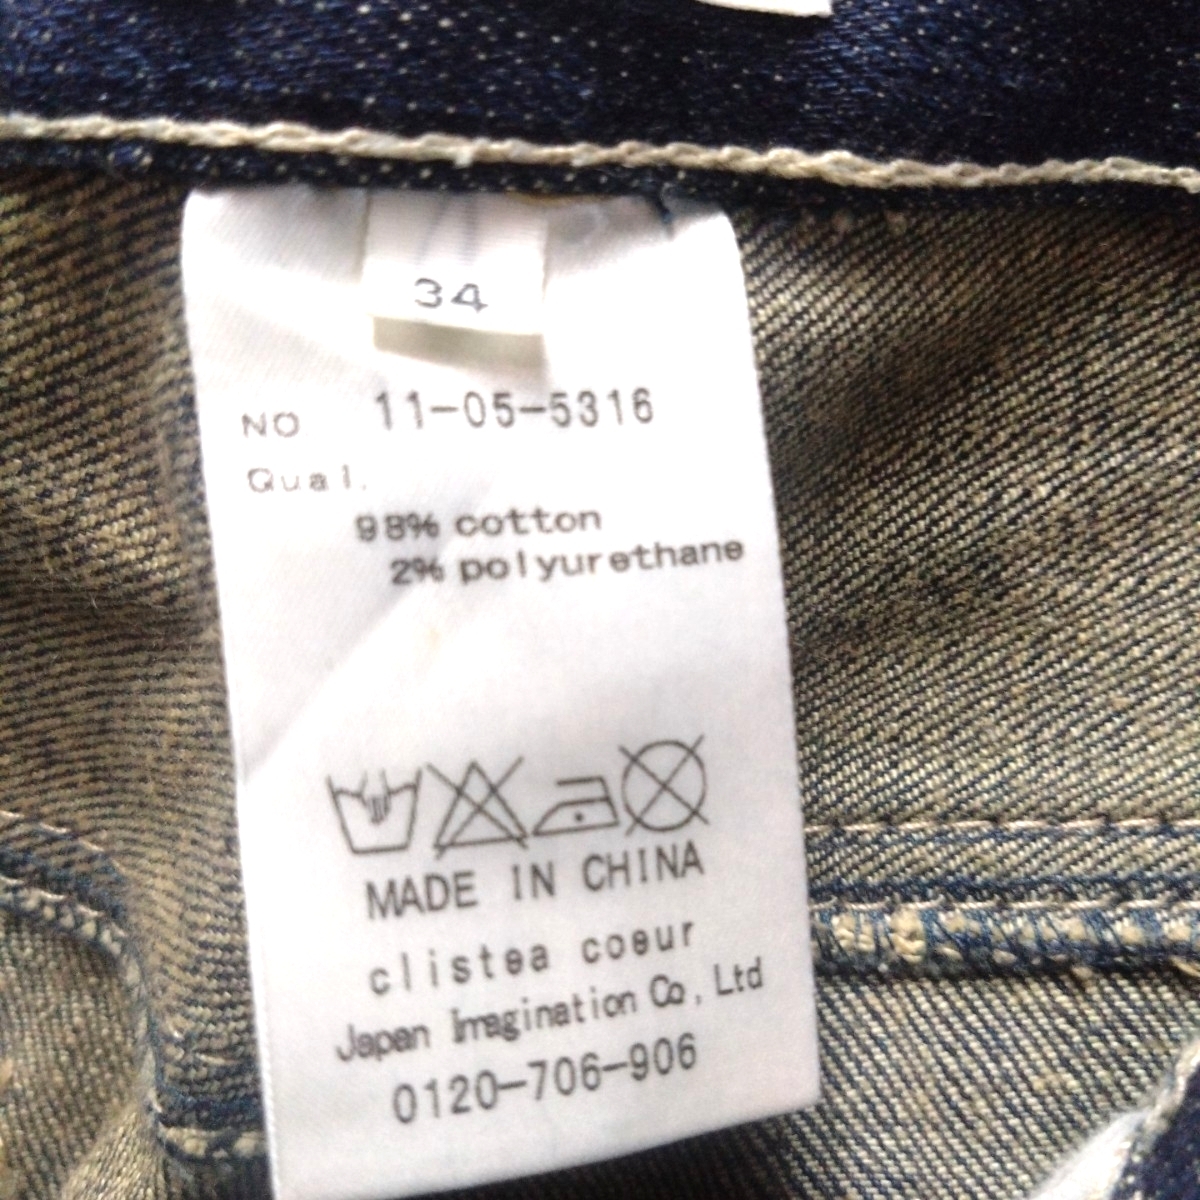 34
NO. 11-05-5316
Qual.
98% cotton
2% polyurethane
MADE IN CHINA
clistea coeur
Japan Imagination Co, Ltd
0120-706-906